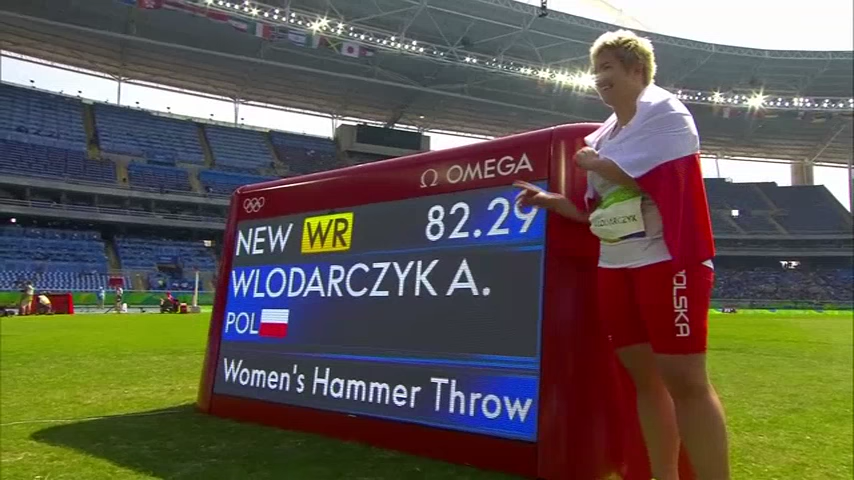 Ω OMEGA
NEW WR 82.29
WLODARCZYK A.
POL
Women's Hammer Throw
POLSKA